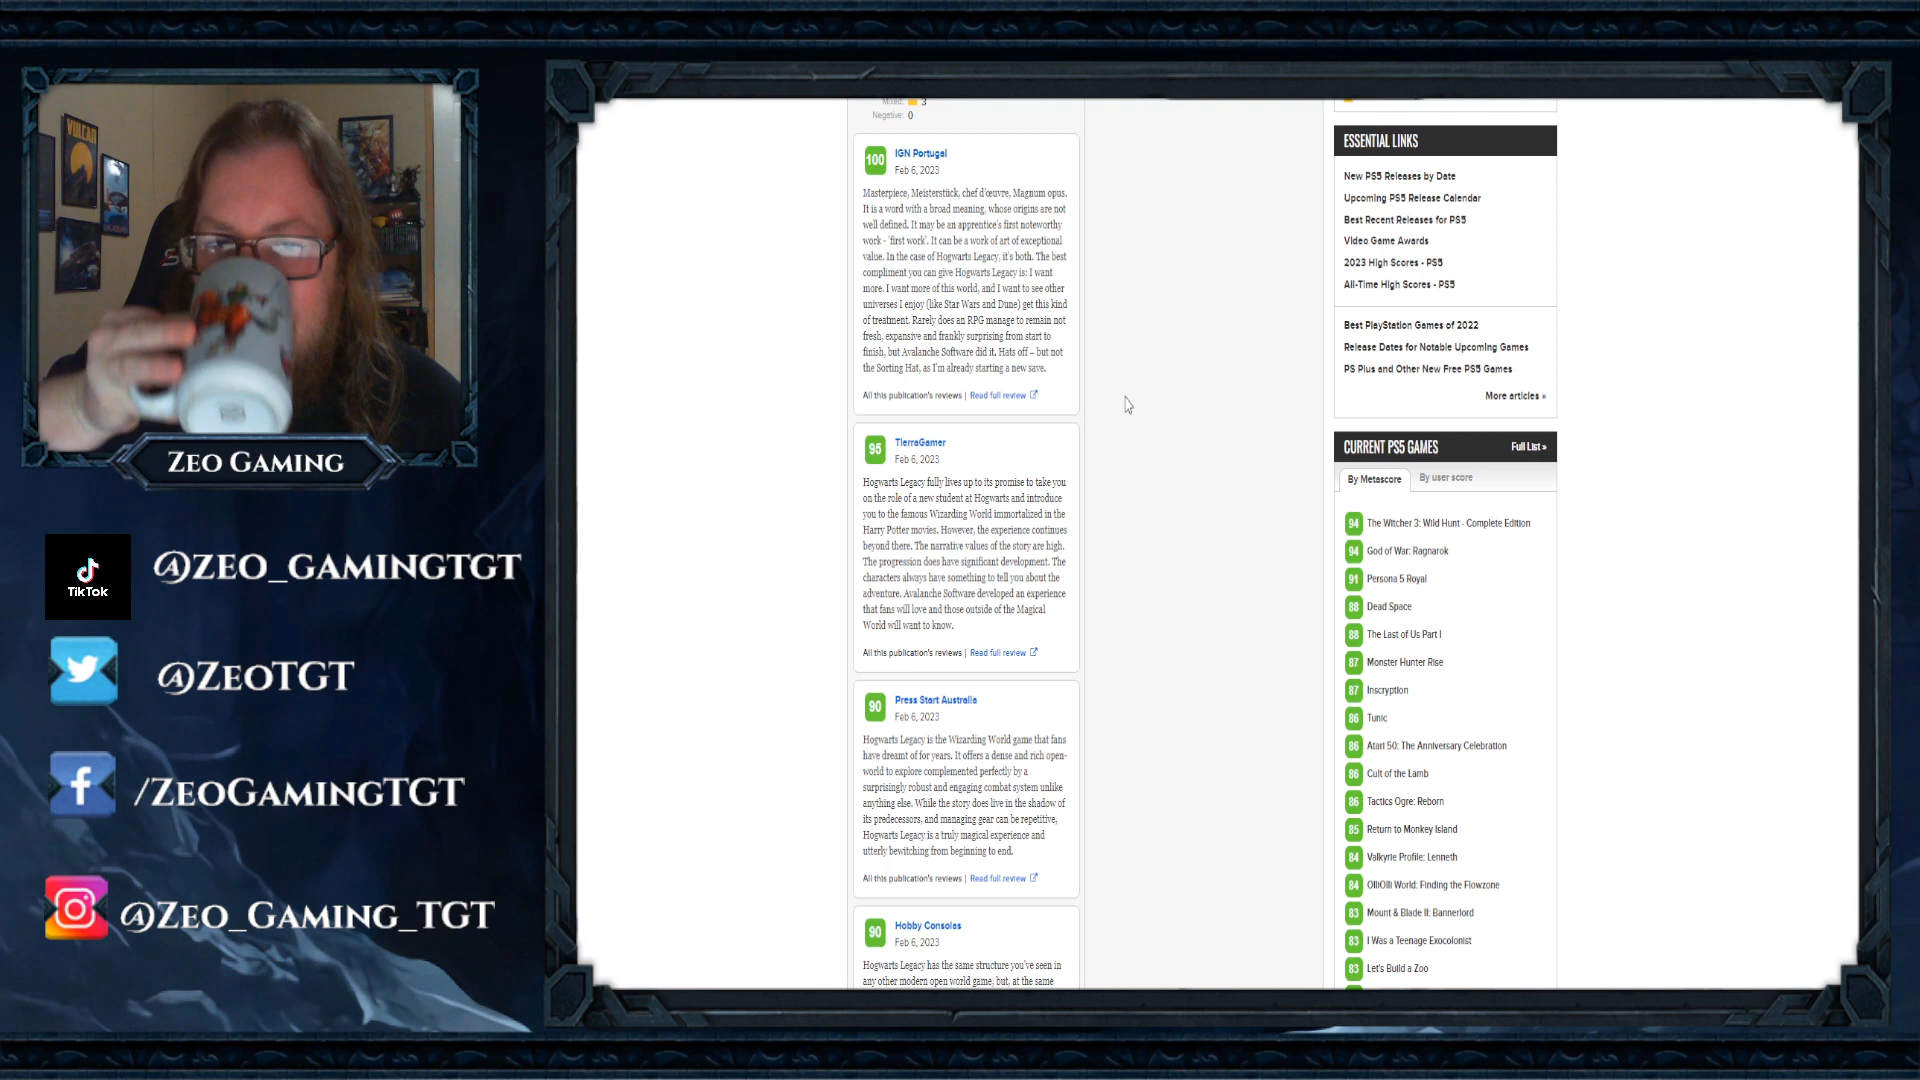 VULCAN
Zeo Gaming
TikTok
@Zeo_GamingTGT
@ZeoTGT
/ZeoGamingTGT
@Zeo_Gaming_TGT
Mixed: 3
Negative: 0
100
IGN Portugal
Feb 6, 2023
Masterpiece, Meisterstück, chef d'œuvre, Magnum opus.
It is a word with a broad meaning, whose origins are not
well defined. It may be an apprentice's first noteworthy
work - 'first work'. It can be a work of art of exceptional
value. In the case of Hogwarts Legacy, it's both. The best
compliment you can give Hogwarts Legacy is: I want
more. I want more of this world, and I want to see other
universes I enjoy (like Star Wars and Dune) get this kind
of treatment. Rarely does an RPG manage to remain not
fresh, expansive and frankly surprising from start to
finish, but Avalanche Software did it. Hats off – but not
the Sorting Hat, as I'm already starting a new save.
All this publication's reviews | Read full review
95
TierraGamer
Feb 6, 2023
Hogwarts Legacy fully lives up to its promise to take you
on the role of a new student at Hogwarts and introduce
you to the famous Wizarding World immortalized in the
Harry Potter movies. However, the experience continues
beyond there. The narrative values of the story are high.
The progression does have significant development. The
characters always have something to tell you about the
adventure. Avalanche Software developed an experience
that fans will love and those outside of the Magical
World will want to know.
All this publication's reviews | Read full review
90
Press Start Australia
Feb 6, 2023
Hogwarts Legacy is the Wizarding World game that fans
have dreamt of for years. It offers a dense and rich open-
world to explore complemented perfectly by a
surprisingly robust and engaging combat system unlike
anything else. While the story does live in the shadow of
its predecessors, and managing gear can be repetitive,
Hogwarts Legacy is a truly magical experience and
utterly bewitching from beginning to end.
All this publication's reviews | Read full review
90
Hobby Consolas
Feb 6, 2023
Hogwarts Legacy has the same structure you've seen in
any other modern open world game, but, at the same
ESSENTIAL LINKS
New PS5 Releases by Date
Upcoming PS5 Release Calendar
Best Recent Releases for PS5
Video Game Awards
2023 High Scores - PS5
All-Time High Scores - PS5
Best PlayStation Games of 2022
Release Dates for Notable Upcoming Games
PS Plus and Other New Free PS5 Games
More articles »
CURRENT PS5 GAMES Full List »
By Metascore By user score
94 The Witcher 3: Wild Hunt - Complete Edition
94 God of War: Ragnarok
91 Persona 5 Royal
88 Dead Space
88 The Last of Us Part I
87 Monster Hunter Rise
87 Inscryption
86 Tunic
86 Atari 50: The Anniversary Celebration
86 Cult of the Lamb
86 Tactics Ogre: Reborn
85 Return to Monkey Island
84 Valkyrie Profile: Lenneth
84 OlliOlli World: Finding the Flowzone
83 Mount & Blade II: Bannerlord
83 I Was a Teenage Exocolonist
83 Let's Build a Zoo